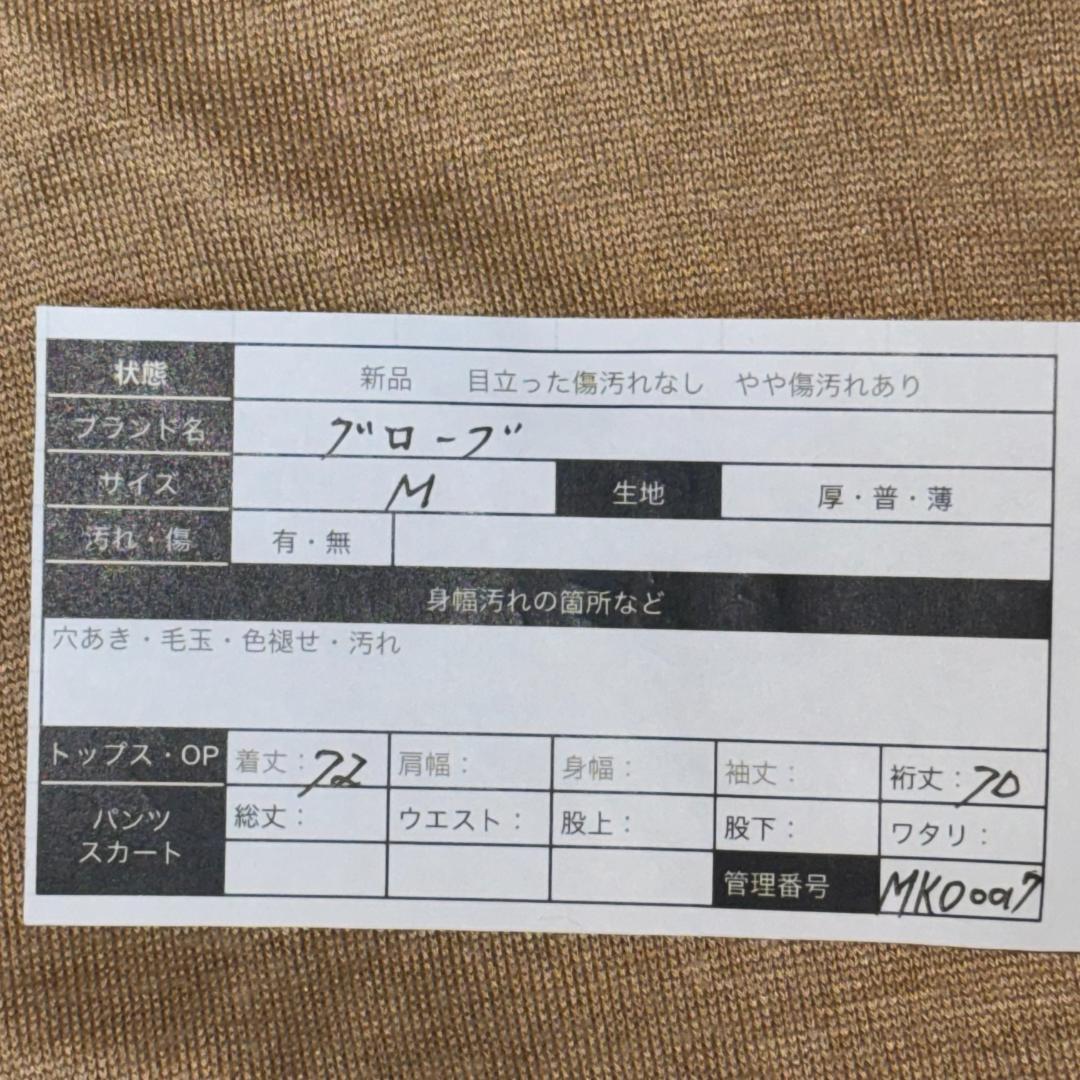 状態 新品 目立った傷汚れなし やや傷汚れあり
ブランド名 グローブ
サイズ M 生地 厚・普・薄
汚れ・傷 有・無
身幅汚れの箇所など
穴あき・毛玉・色褪せ・汚れ
トップス・OP 着丈：72 肩幅： 身幅： 袖丈： 裄丈：70
パンツ スカート 総丈： ウエスト： 股上： 股下： ワタリ：
管理番号 MK0097